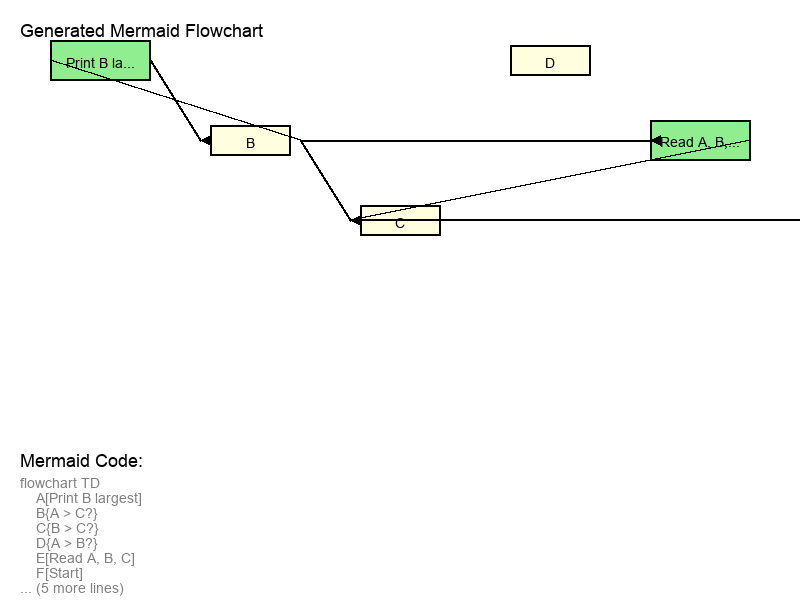 Generated Mermaid Flowchart
Print B la...
D
B
Read A, B,...
C
Mermaid Code:
flowchart TD
A[Print B largest]
B{A > C?}
C{B > C?}
D{A > B?}
E[Read A, B, C]
F[Start]
... (5 more lines)